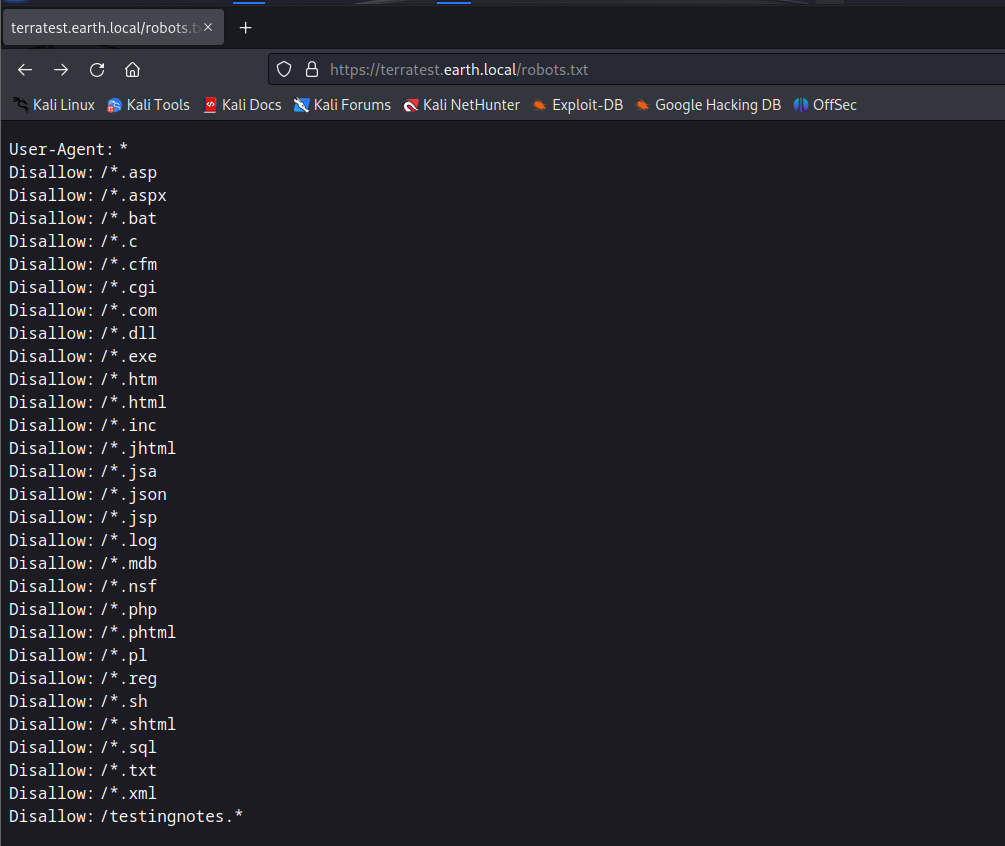 terratest.earth.local/robots.t
https://terratest.earth.local/robots.txt
Kali Linux Kali Tools Kali Docs Kali Forums Kali NetHunter Exploit-DB Google Hacking DB OffSec
User-Agent: *
Disallow: /*.asp
Disallow: /*.aspx
Disallow: /*.bat
Disallow: /*.c
Disallow: /*.cfm
Disallow: /*.cgi
Disallow: /*.com
Disallow: /*.dll
Disallow: /*.exe
Disallow: /*.htm
Disallow: /*.html
Disallow: /*.inc
Disallow: /*.jhtml
Disallow: /*.jsa
Disallow: /*.json
Disallow: /*.jsp
Disallow: /*.log
Disallow: /*.mdb
Disallow: /*.nsf
Disallow: /*.php
Disallow: /*.phtml
Disallow: /*.pl
Disallow: /*.reg
Disallow: /*.sh
Disallow: /*.shtml
Disallow: /*.sql
Disallow: /*.txt
Disallow: /*.xml
Disallow: /testingnotes.*